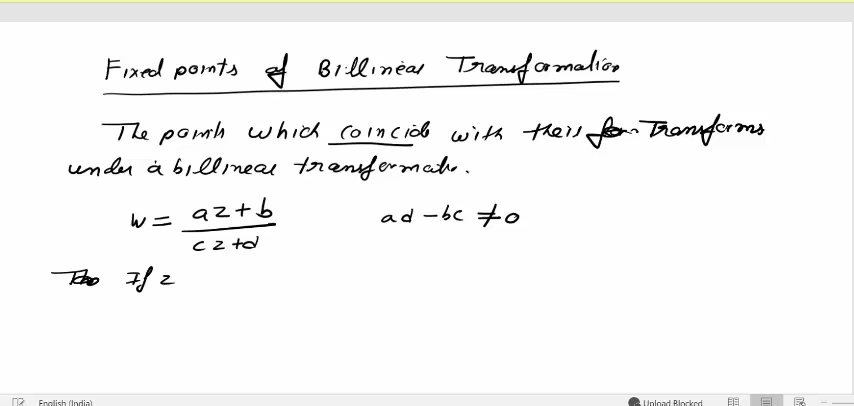 Fixed points of Billinear Transformation
The points which coincide with their Transforms
under a billinear transformatio.
w = az+b / cz+d ad - bc ≠ 0
If z
English (India) Upload Blocked